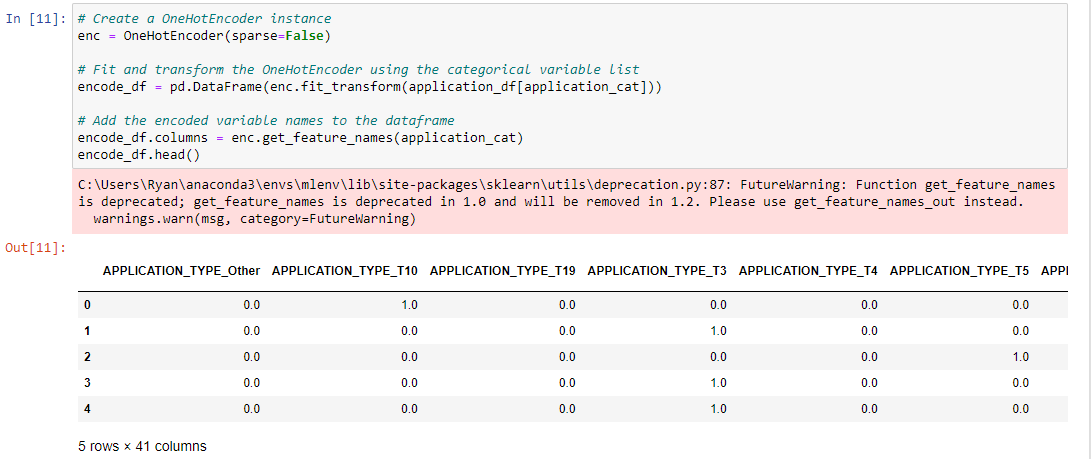 In [11]: # Create a OneHotEncoder instance
enc = OneHotEncoder(sparse=False)
# Fit and transform the OneHotEncoder using the categorical variable list
encode_df = pd.DataFrame(enc.fit_transform(application_df[application_cat]))
# Add the encoded variable names to the dataframe
encode_df.columns = enc.get_feature_names(application_cat)
encode_df.head()
C:\Users\Ryan\anaconda3\envs\mlenv\lib\site-packages\sklearn\utils\deprecation.py:87: FutureWarning: Function get_feature_names
is deprecated; get_feature_names is deprecated in 1.0 and will be removed in 1.2. Please use get_feature_names_out instead.
warnings.warn(msg, category=FutureWarning)
Out[11]:
APPLICATION_TYPE_Other APPLICATION_TYPE_T10 APPLICATION_TYPE_T19 APPLICATION_TYPE_T3 APPLICATION_TYPE_T4 APPLICATION_TYPE_T5
0 0.0 1.0 0.0 0.0 0.0 0.0
1 0.0 0.0 0.0 1.0 0.0 0.0
2 0.0 0.0 0.0 0.0 0.0 1.0
3 0.0 0.0 0.0 1.0 0.0 0.0
4 0.0 0.0 0.0 1.0 0.0 0.0
5 rows × 41 columns